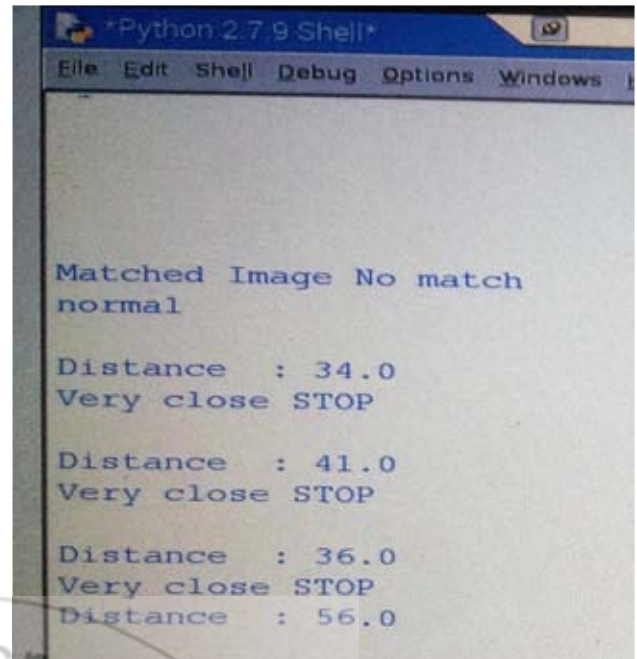 *Python 2.7.9 Shell*
File Edit Shell Debug Options Windows
Matched Image No match
normal
Distance : 34.0
Very close STOP
Distance : 41.0
Very close STOP
Distance : 36.0
Very close STOP
Distance : 56.0